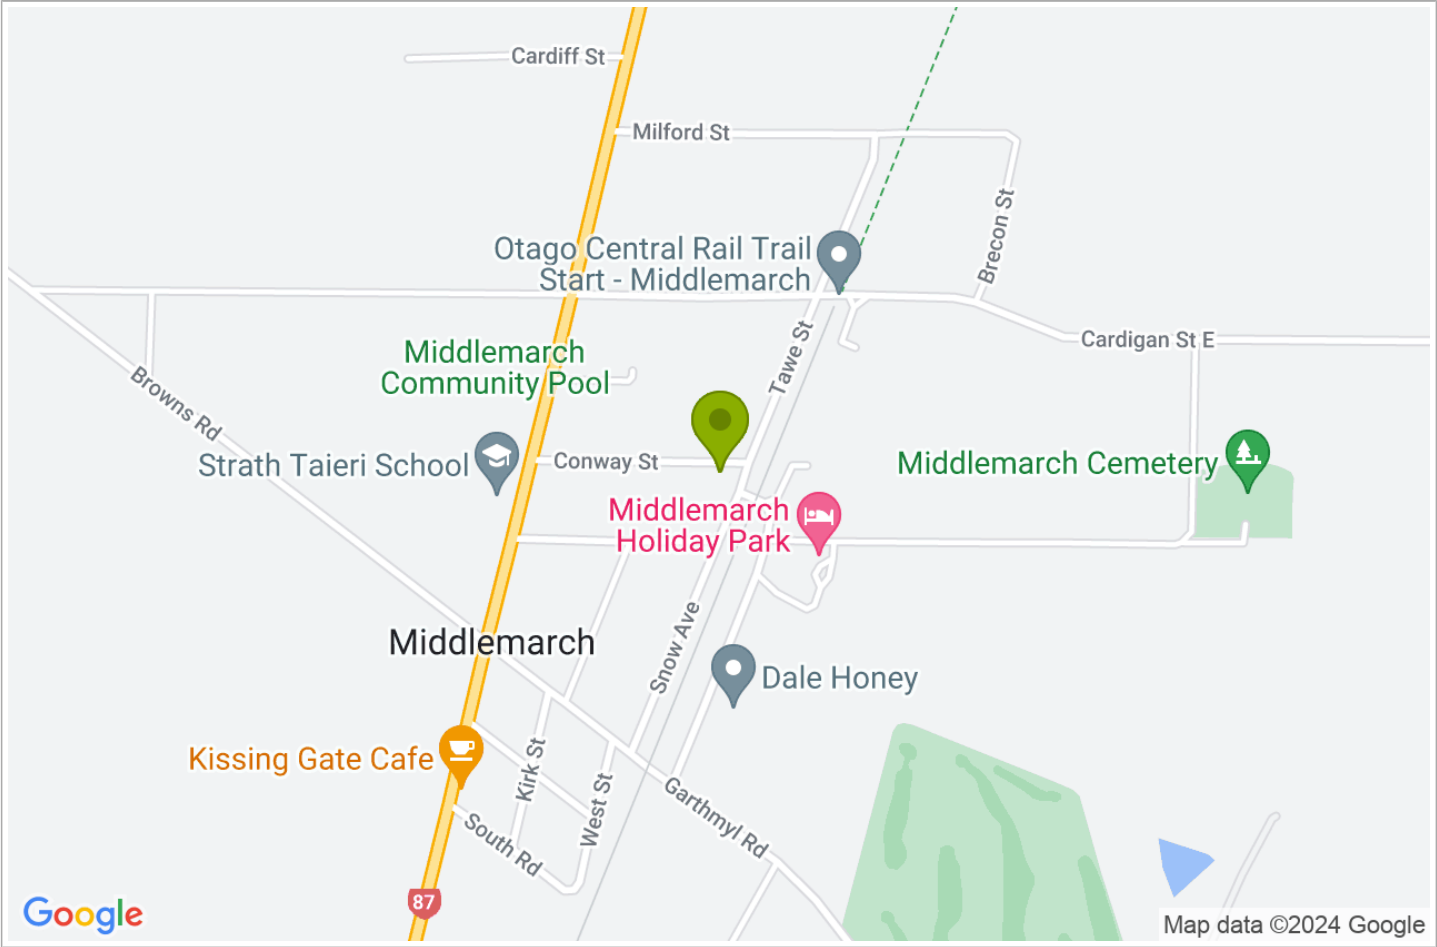 Cardiff St
Milford St
Brecon St
Otago Central Rail Trail
Start - Middlemarch
Tawe St
Cardigan St E
Middlemarch
Community Pool
Browns Rd
Strath Taieri School
Conway St
Middlemarch Cemetery
Middlemarch
Holiday Park
Middlemarch
Snow Ave
Dale Honey
Kissing Gate Cafe
Kirk St
West St
Garthmyl Rd
South Rd
87
Google
Map data ©2024 Google